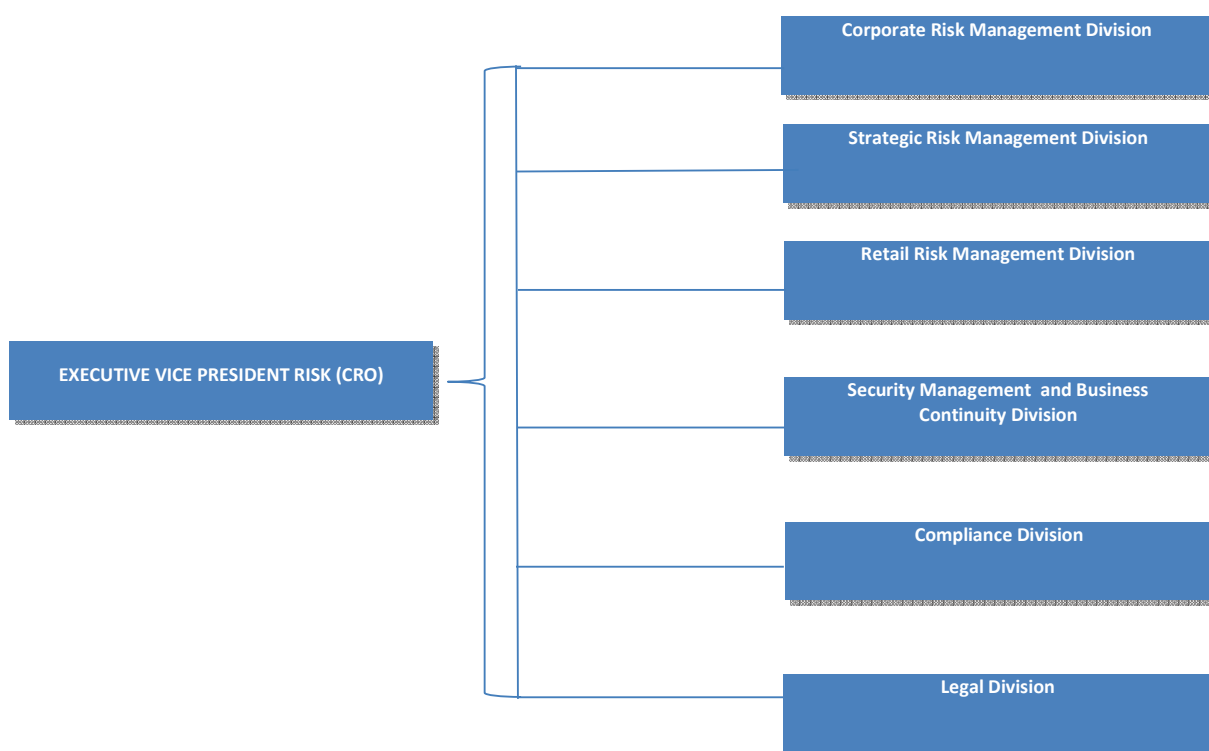 Corporate Risk Management Division
Strategic Risk Management Division
Retail Risk Management Division
EXECUTIVE VICE PRESIDENT RISK (CRO)
Security Management  and Business
Continuity Division
Compliance Division
Legal Division